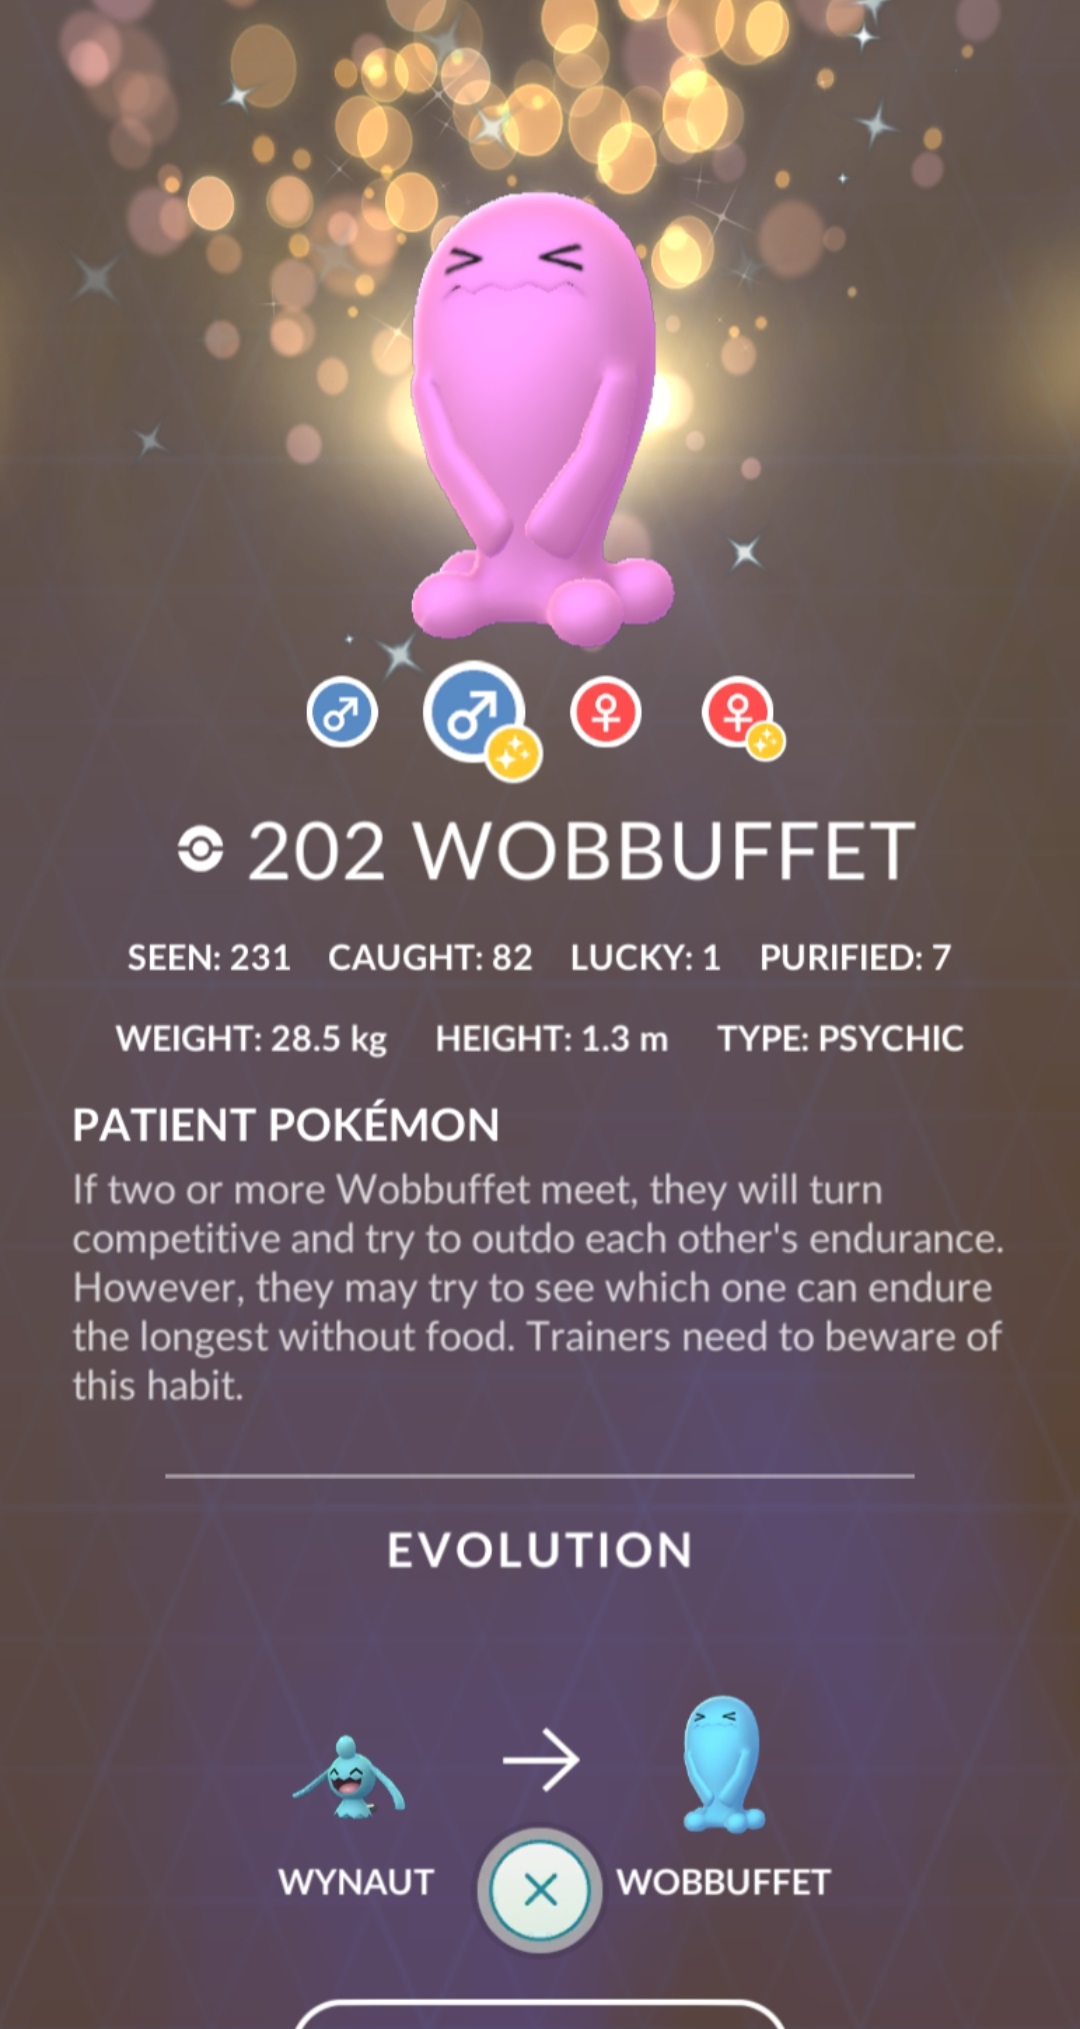 202 WOBBUFFET
SEEN: 231 CAUGHT: 82 LUCKY: 1 PURIFIED: 7
WEIGHT: 28.5 kg HEIGHT: 1.3 m TYPE: PSYCHIC
PATIENT POKÉMON
If two or more Wobbuffet meet, they will turn
competitive and try to outdo each other's endurance.
However, they may try to see which one can endure
the longest without food. Trainers need to beware of
this habit.
EVOLUTION
WYNAUT WOBBUFFET